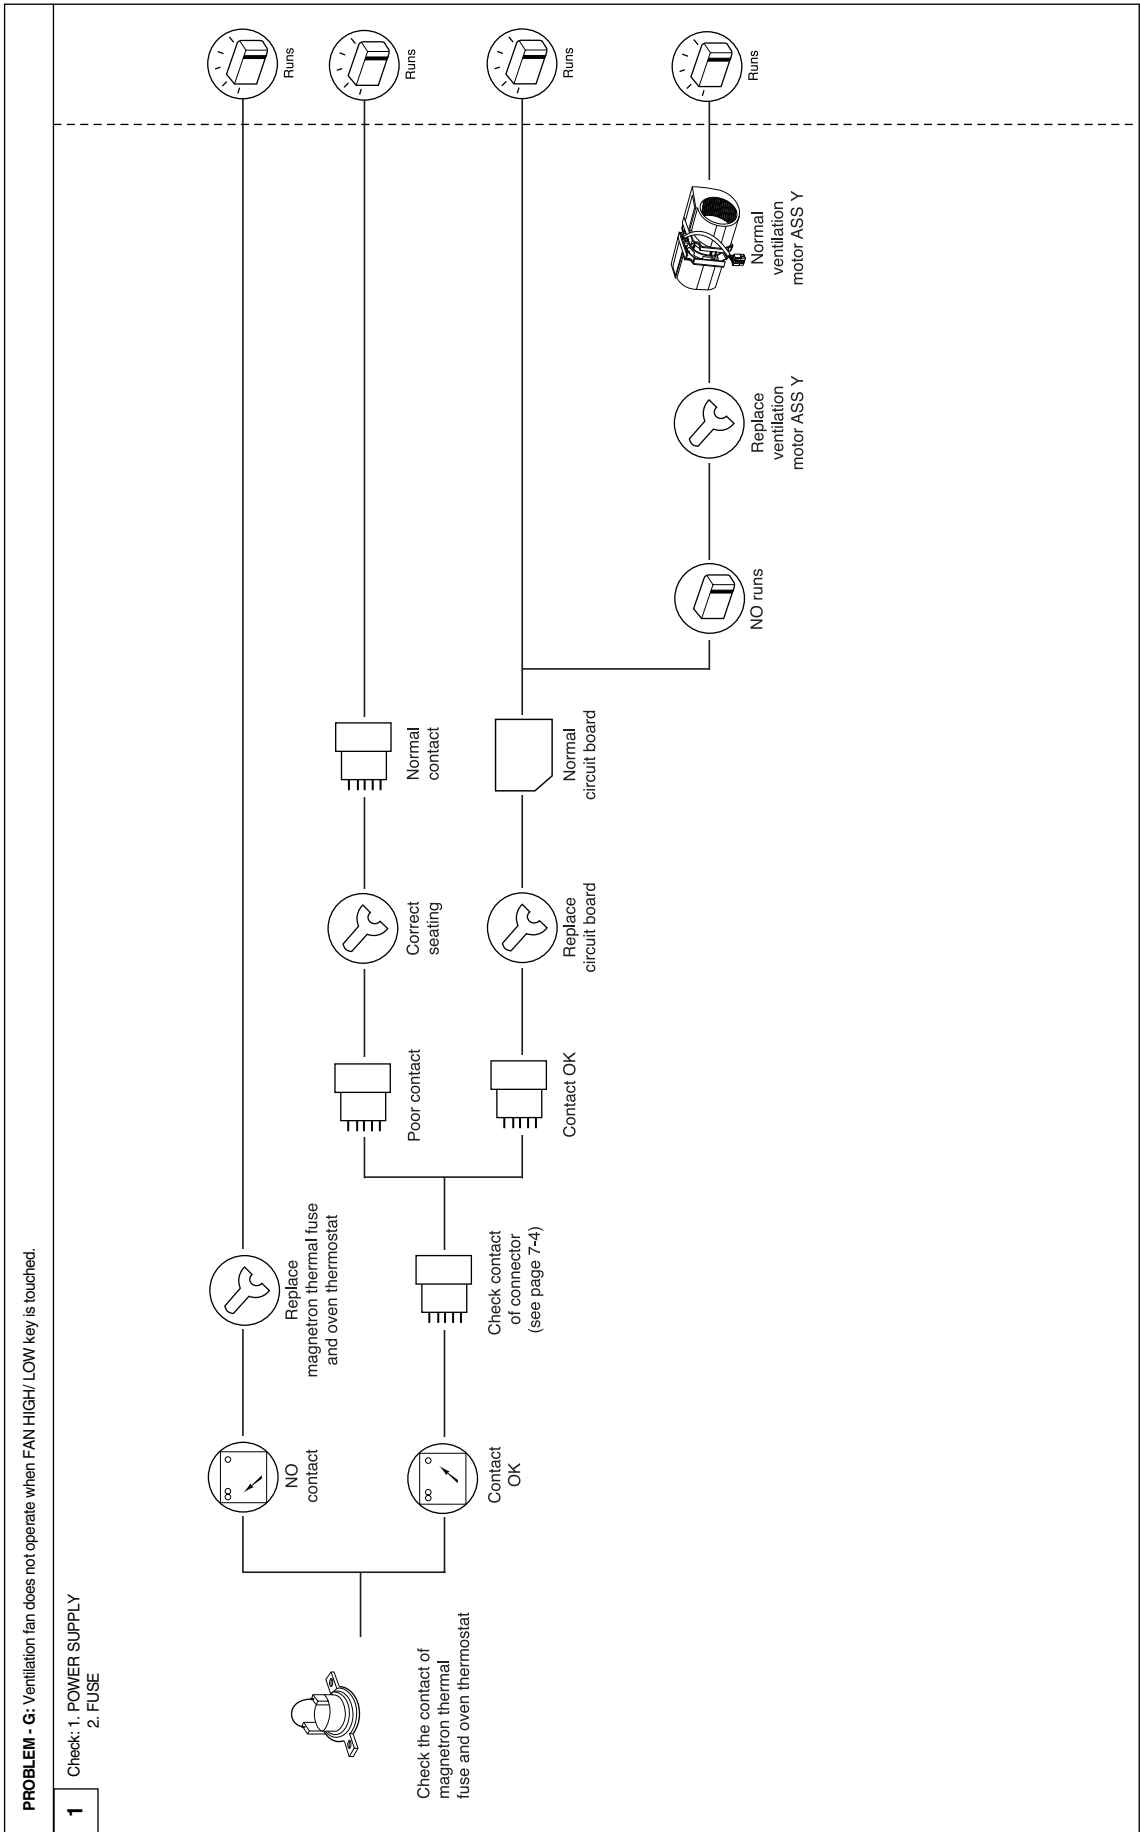 PROBLEM - G: Ventilation fan does not operate when FAN HIGH/ LOW key is touched.
1
Check: 1. POWER SUPPLY
2. FUSE
Check the contact of
magnetron thermal
fuse and oven thermostat
NO
contact
Replace
magnetron thermal fuse
and oven thermostat
Runs
Contact
OK
Check contact
of connector
(see page 7-4)
Poor contact
Correct
seating
Normal
contact
Runs
Contact OK
Replace
circuit board
Normal
circuit board
Runs
NO runs
Replace
ventilation
motor ASS Y
Normal
ventilation
motor ASS Y
Runs